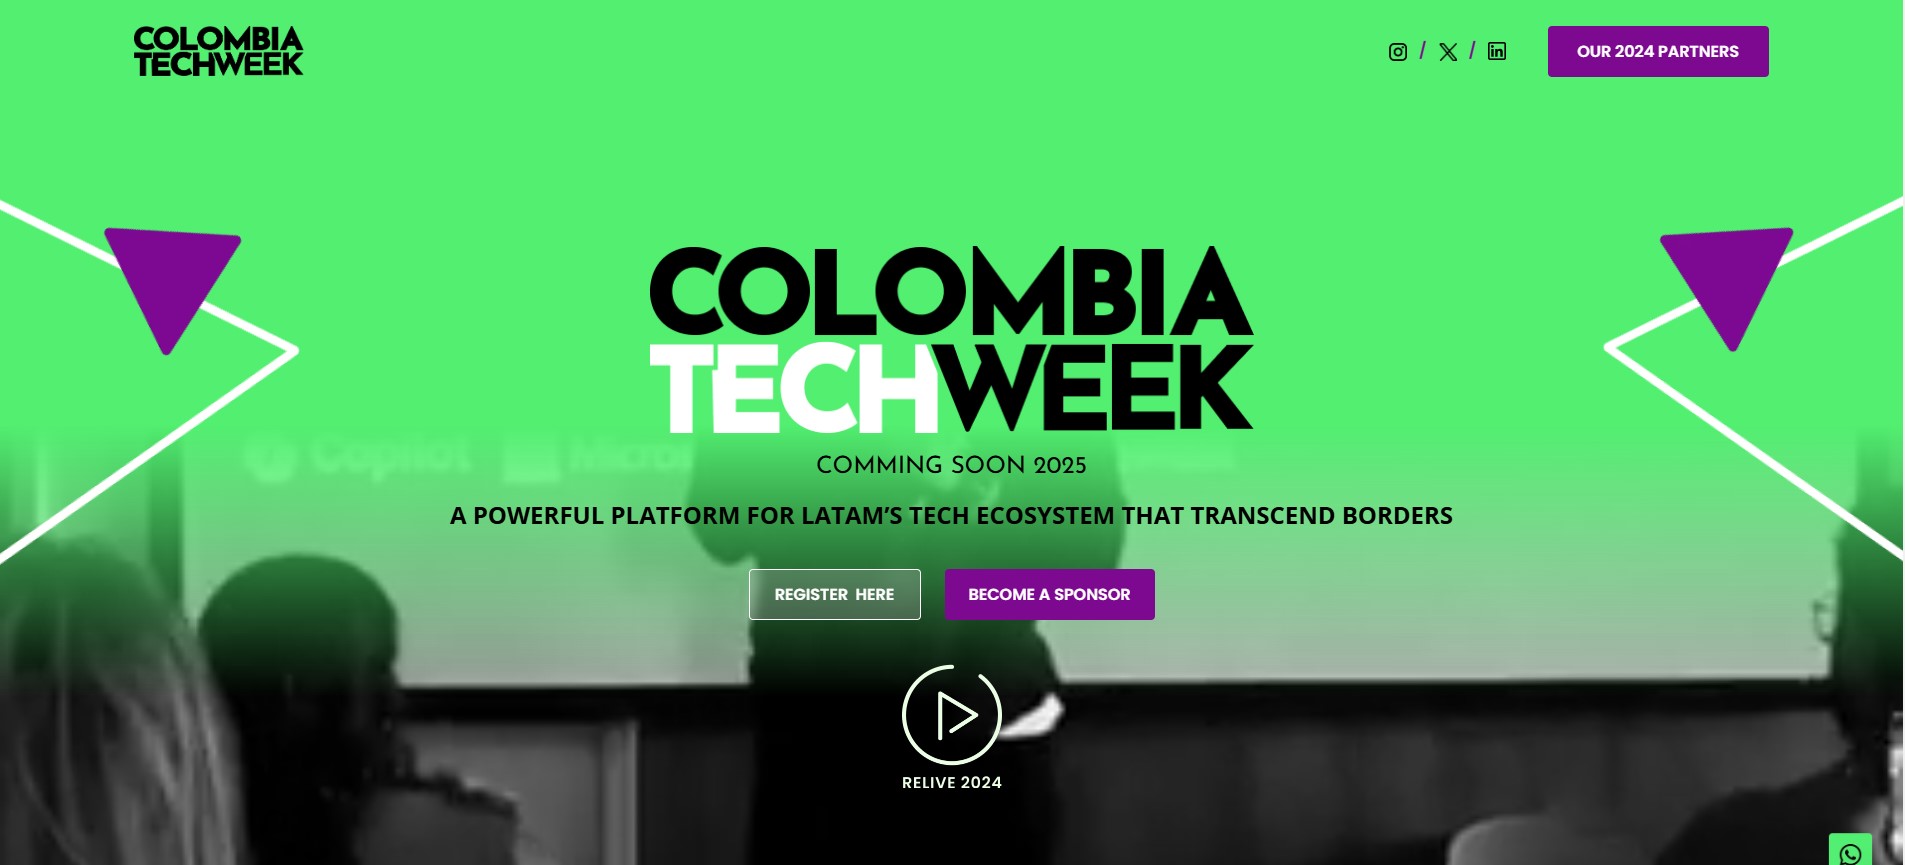 COLOMBIA
TECHWEEK
/ /
OUR 2024 PARTNERS
COLOMBIA
TECHWEEK
Copilot
COMMING SOON 2025
A POWERFUL PLATFORM FOR LATAM’S TECH ECOSYSTEM THAT TRANSCEND BORDERS
REGISTER HERE
BECOME A SPONSOR
RELIVE 2024